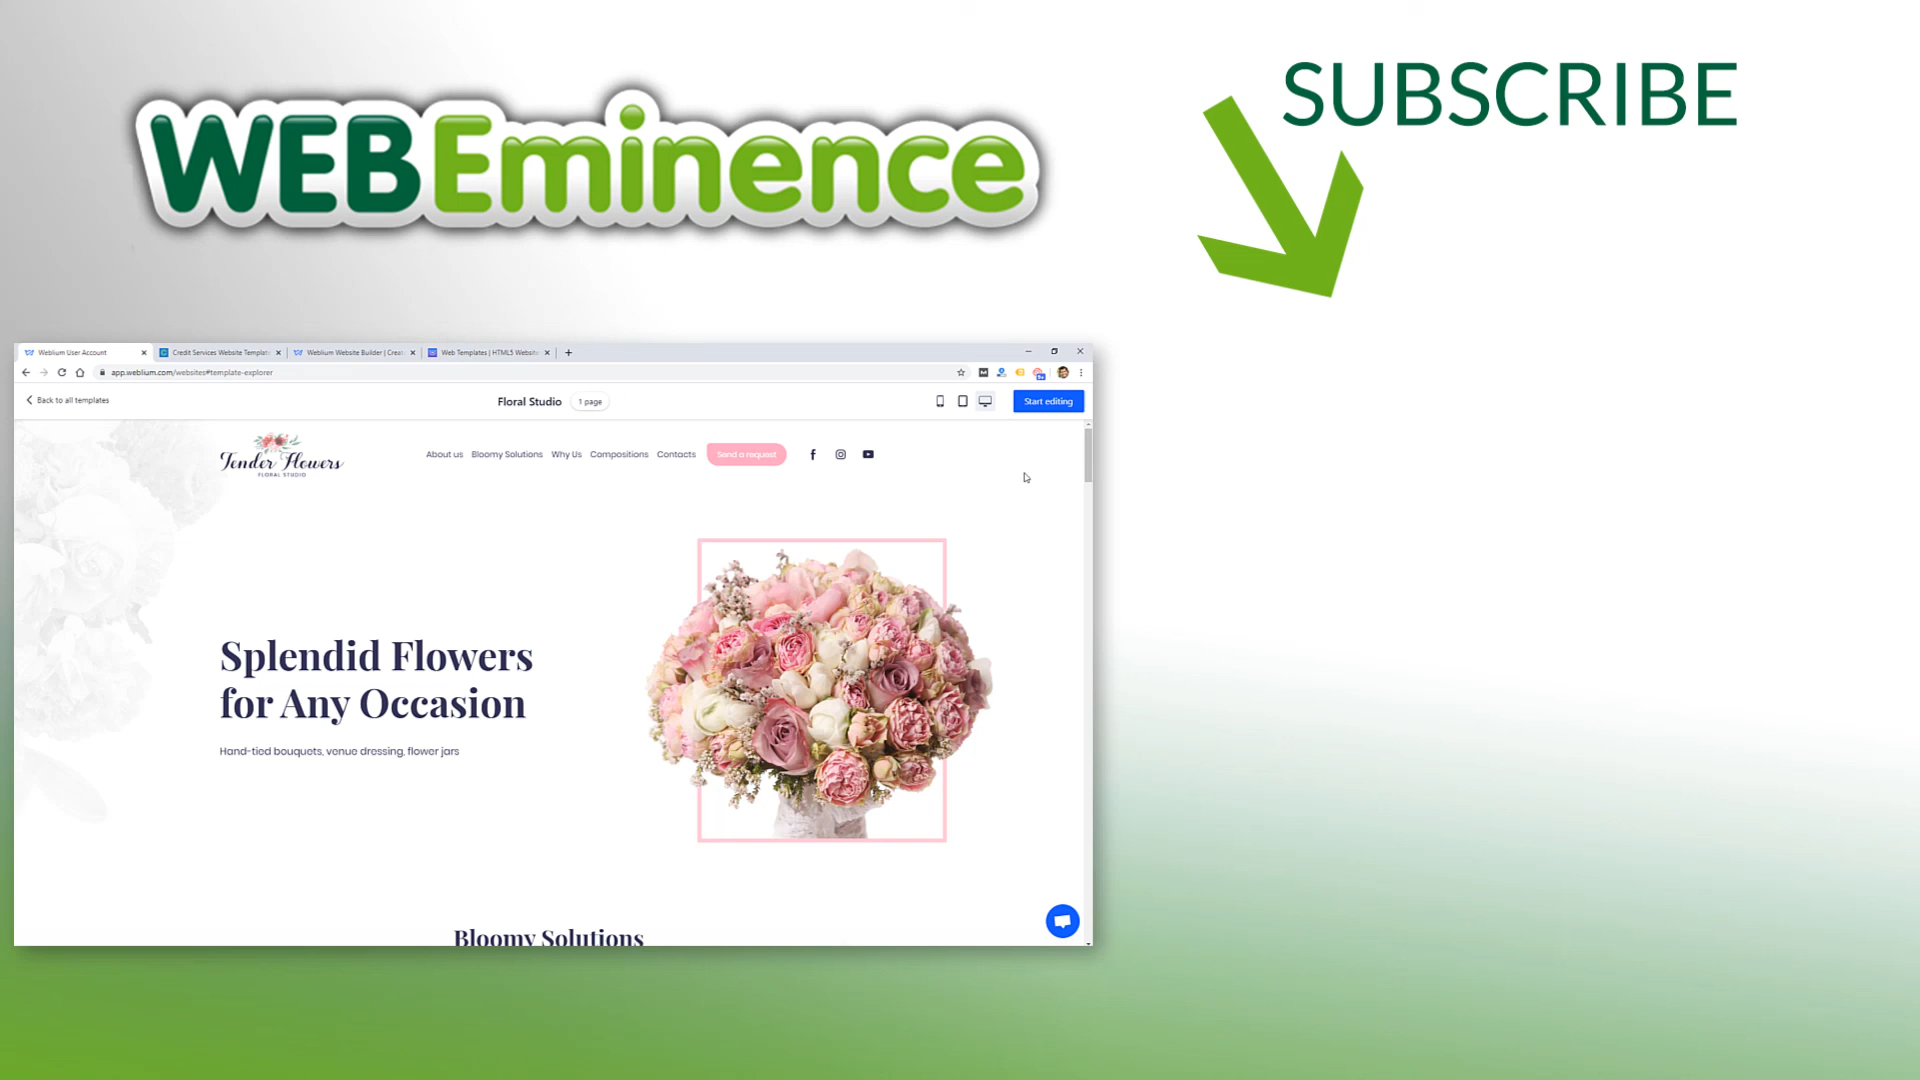 WEBEminence
SUBSCRIBE
Weblium User Account
Credit Services Website Templat
Weblium Website Builder | Creat
Web Templates | HTML5 Website
app.weblium.com/websites#template-explorer
Back to all templates
Floral Studio
1 page
Start editing
Tender Flowers
FLORAL STUDIO
About us
Bloomy Solutions
Why Us
Compositions
Contacts
Send a request
Splendid Flowers
for Any Occasion
Hand-tied bouquets, venue dressing, flower jars
Bloomy Solutions